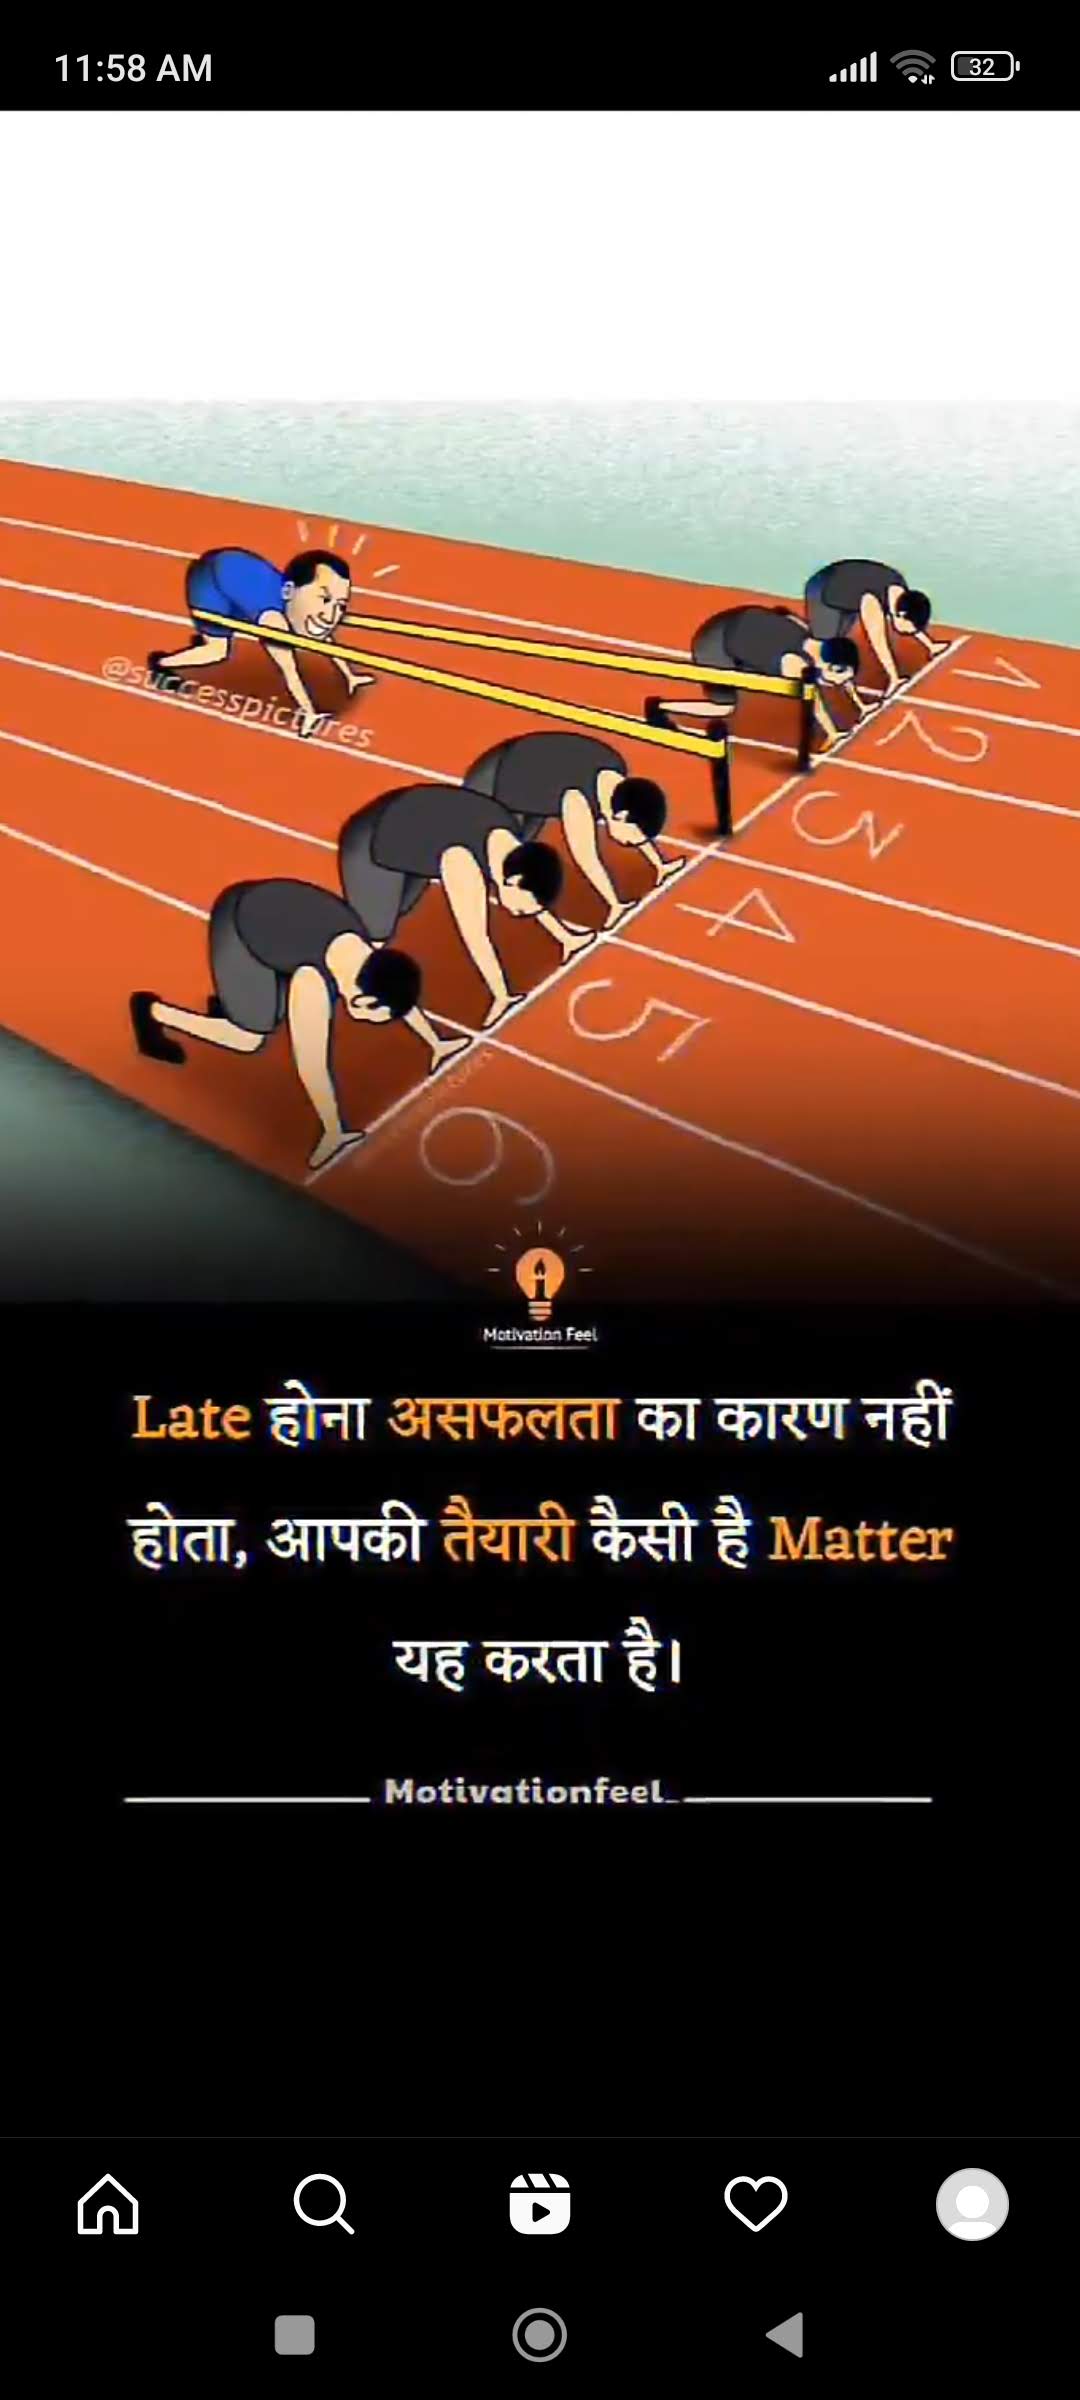 11:58 AM
32
@successpictures
1
2
3
4
5
6
Motivation Feel
Late होना असफलता का कारण नहीं
होता, आपकी तैयारी कैसी है Matter
यह करता है।
Motivationfeel_